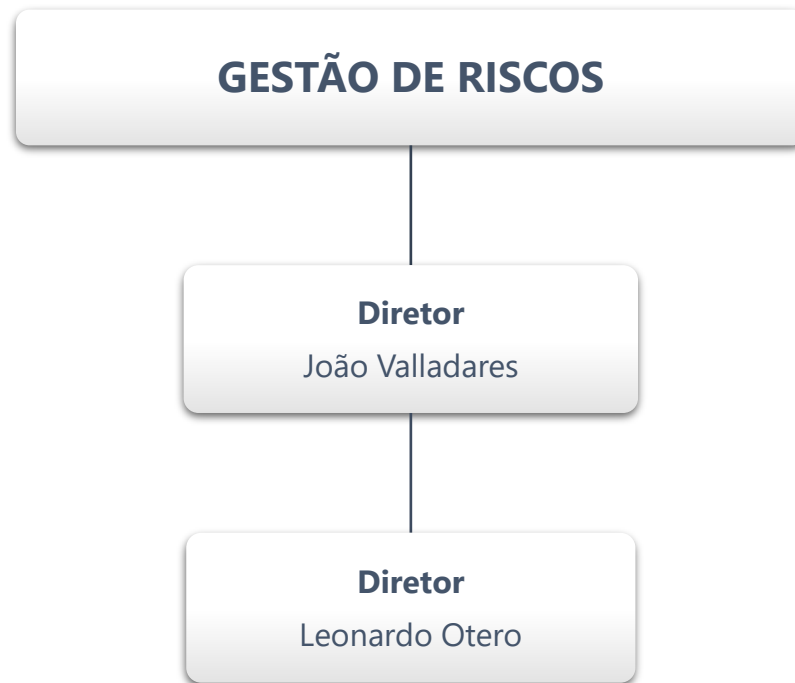 GESTÃO DE RISCOS
Diretor
João Valladares
Diretor
Leonardo Otero